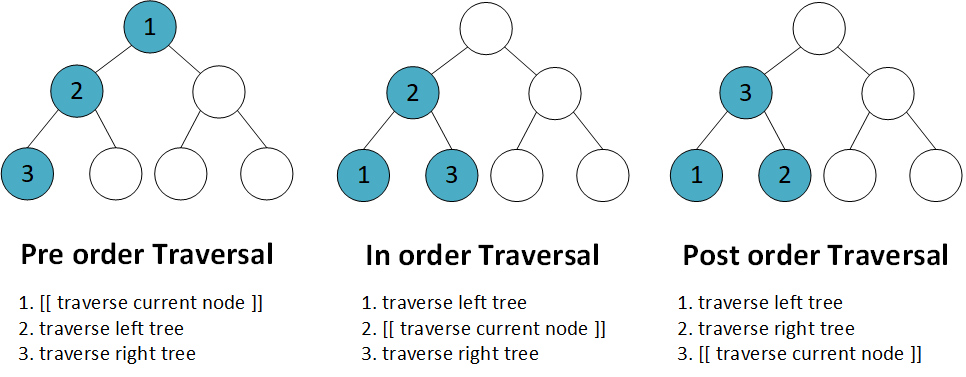 1
2
3
Pre order Traversal
1. [[ traverse current node ]]
2. traverse left tree
3. traverse right tree
2
1 3
In order Traversal
1. traverse left tree
2. [[ traverse current node ]]
3. traverse right tree
3
1 2
Post order Traversal
1. traverse left tree
2. traverse right tree
3. [[ traverse current node ]]